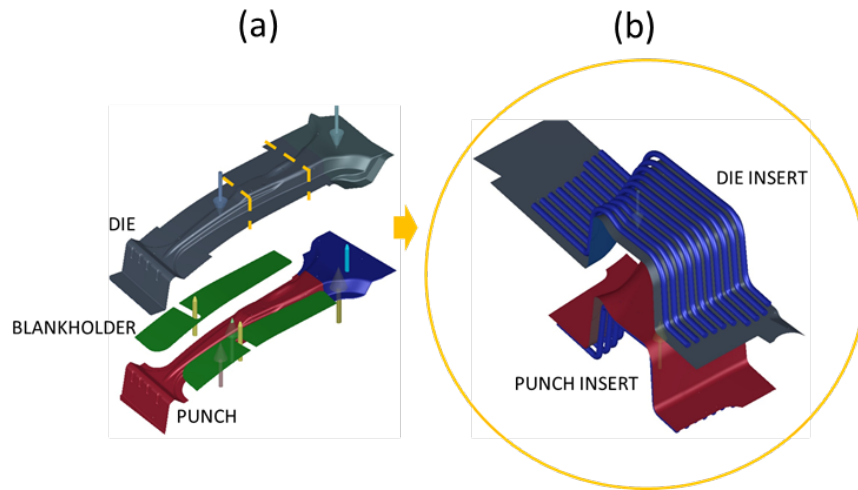 (a)
(b)
DIE
BLANKHOLDER
PUNCH
DIE INSERT
PUNCH INSERT